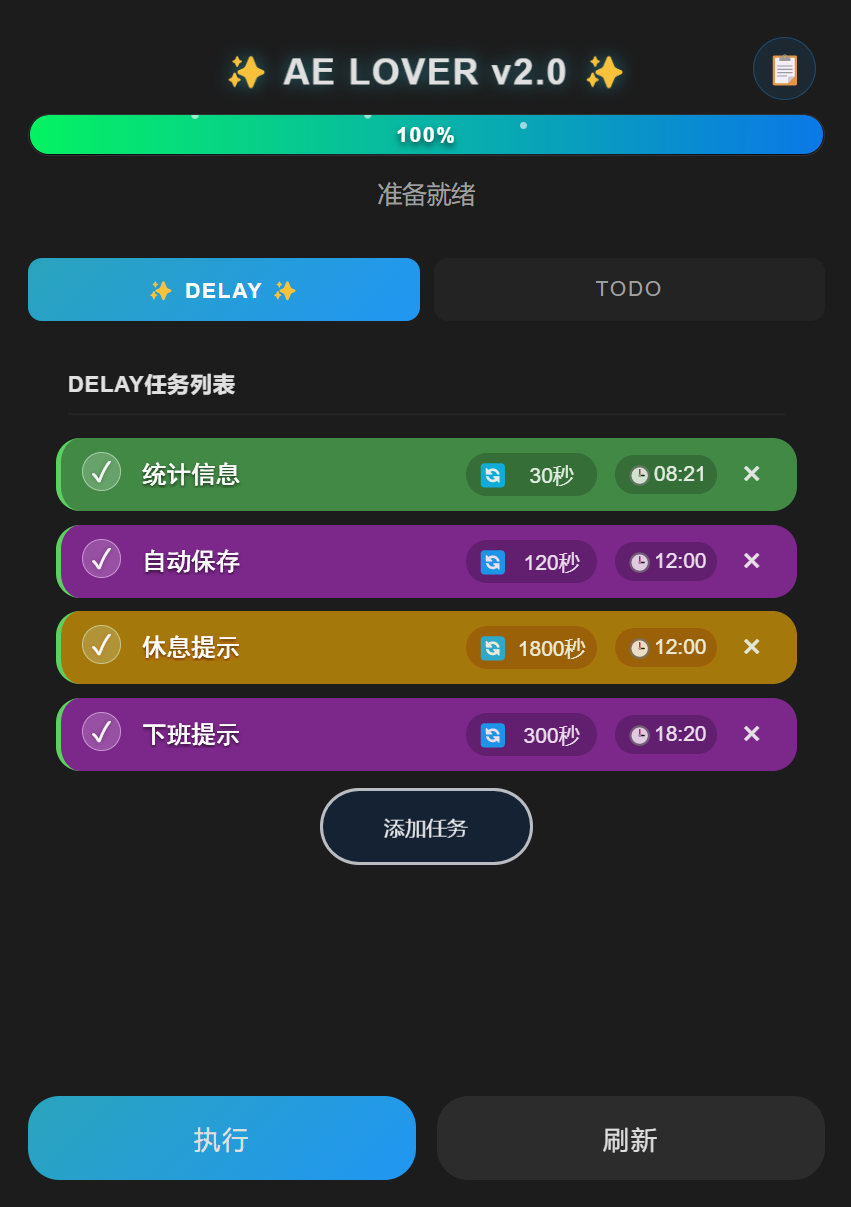 ✨ AE LOVER v2.0 ✨
100%
准备就绪
✨ DELAY ✨ TODO
DELAY任务列表
统计信息 30秒 08:21 ×
自动保存 120秒 12:00 ×
休息提示 1800秒 12:00 ×
下班提示 300秒 18:20 ×
添加任务
执行 刷新